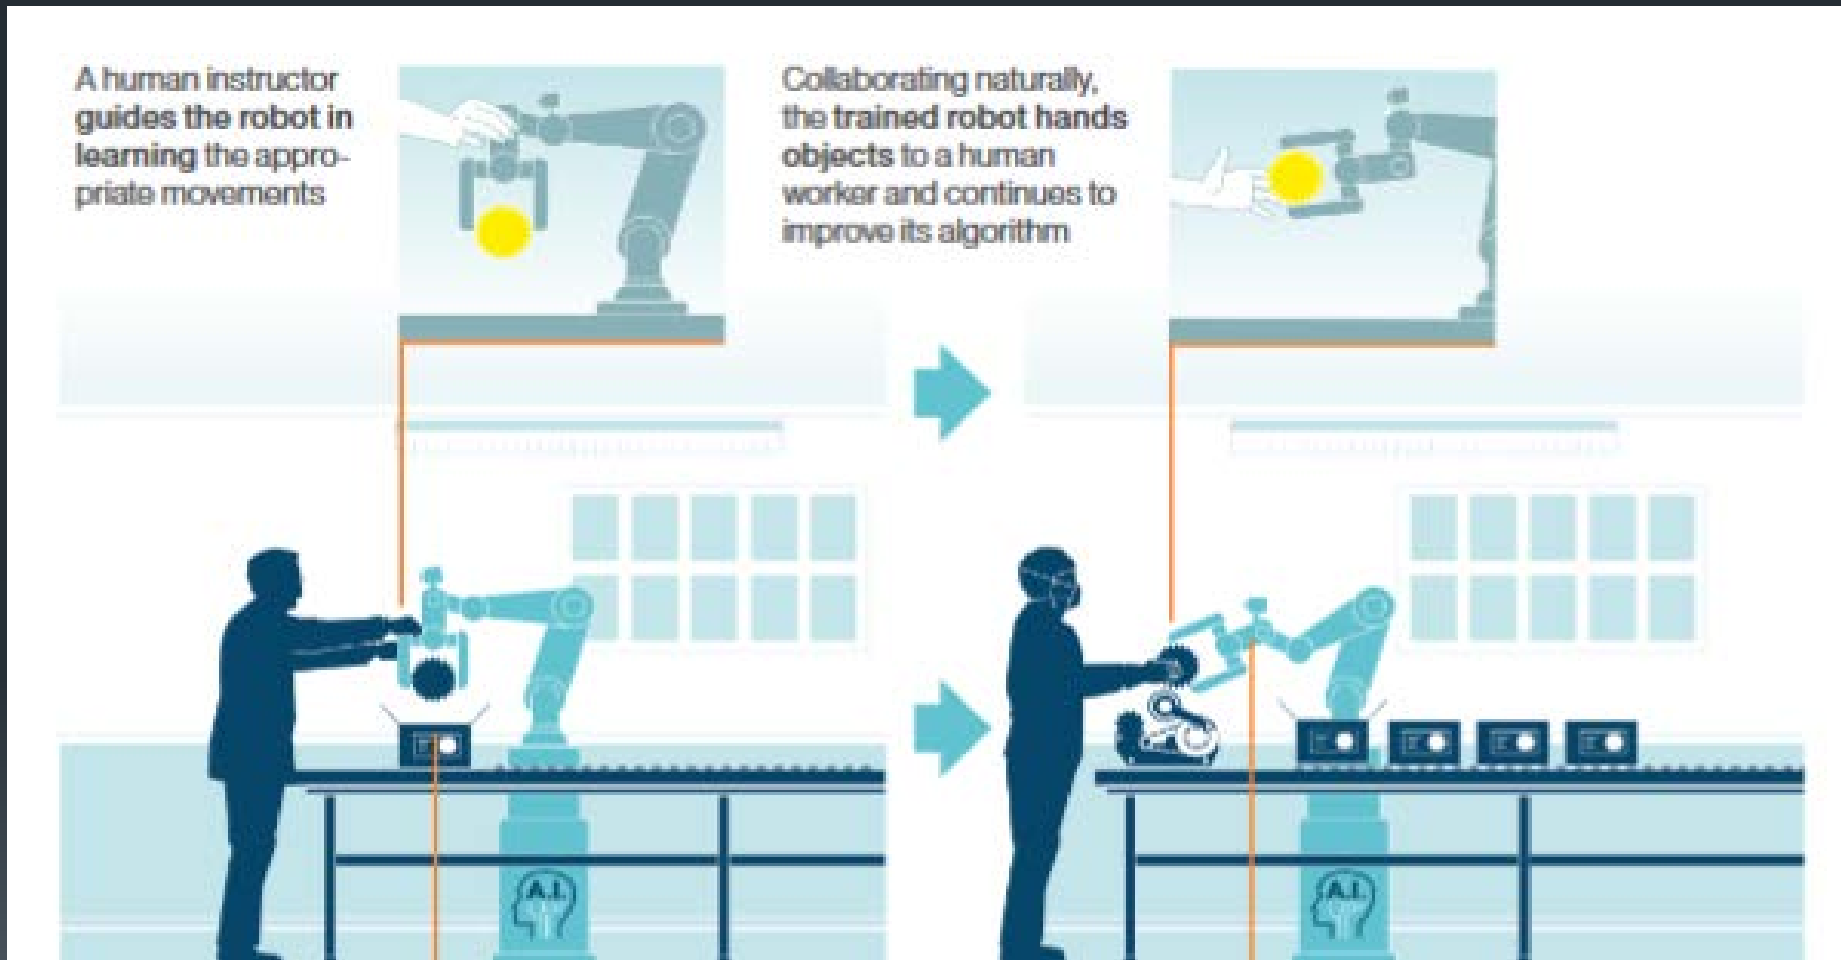 A human instructor
guides the robot in
learning the appro-
priate movements
Collaborating naturally,
the trained robot hands
objects to a human
worker and continues to
improve its algorithm
A.I.
A.I.